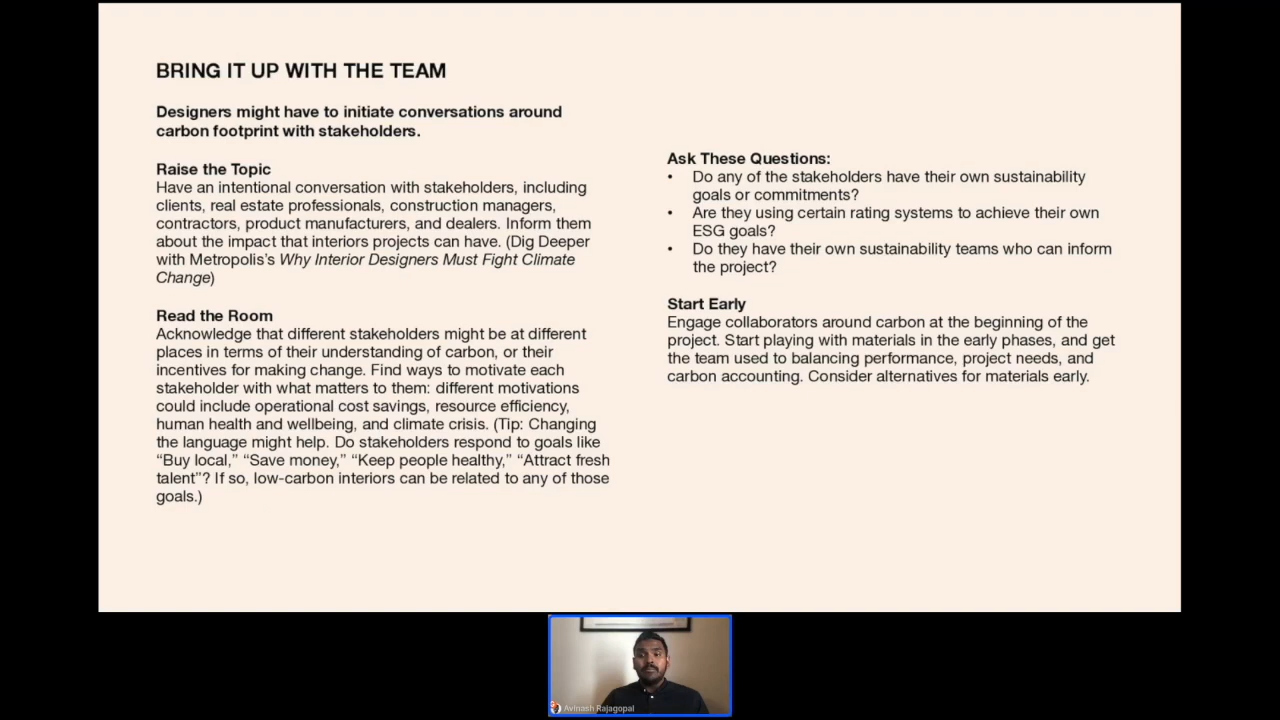 BRING IT UP WITH THE TEAM
Designers might have to initiate conversations around
carbon footprint with stakeholders.
Raise the Topic
Have an intentional conversation with stakeholders, including
clients, real estate professionals, construction managers,
contractors, product manufacturers, and dealers. Inform them
about the impact that interiors projects can have. (Dig Deeper
with Metropolis’s Why Interior Designers Must Fight Climate
Change)
Read the Room
Acknowledge that different stakeholders might be at different
places in terms of their understanding of carbon, or their
incentives for making change. Find ways to motivate each
stakeholder with what matters to them: different motivations
could include operational cost savings, resource efficiency,
human health and wellbeing, and climate crisis. (Tip: Changing
the language might help. Do stakeholders respond to goals like
“Buy local,” “Save money,” “Keep people healthy,” “Attract fresh
talent”? If so, low-carbon interiors can be related to any of those
goals.)
Ask These Questions:
• Do any of the stakeholders have their own sustainability
goals or commitments?
• Are they using certain rating systems to achieve their own
ESG goals?
• Do they have their own sustainability teams who can inform
the project?
Start Early
Engage collaborators around carbon at the beginning of the
project. Start playing with materials in the early phases, and get
the team used to balancing performance, project needs, and
carbon accounting. Consider alternatives for materials early.
Avinash Rajagopal